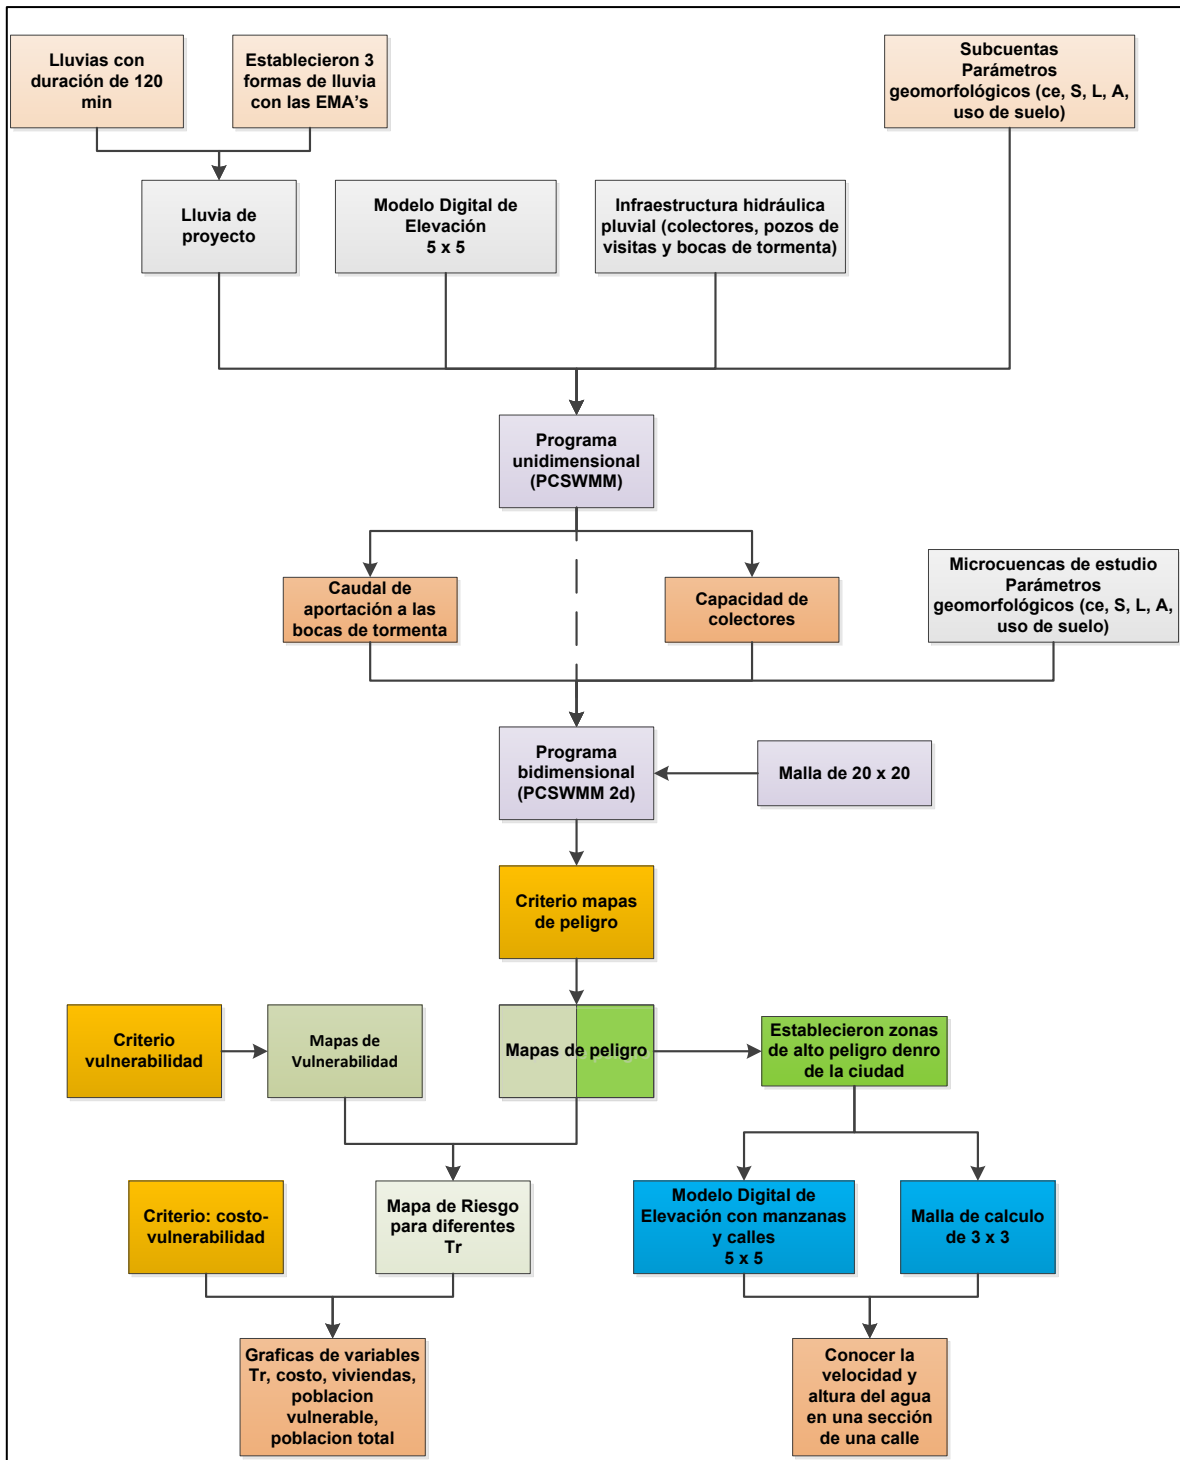 Lluvias con
duración de 120
min
Establecieron 3
formas de lluvia
con las EMA's
Subcuentas
Parámetros
geomorfológicos (ce, S, L, A,
uso de suelo)
Lluvia de
proyecto
Modelo Digital de
Elevación
5 x 5
Infraestructura hidráulica
pluvial (colectores, pozos de
visitas y bocas de tormenta)
Programa
unidimensional
(PCSWMM)
Caudal de
aportación a las
bocas de tormenta
Capacidad de
colectores
Microcuencas de estudio
Parámetros
geomorfológicos (ce, S, L, A,
uso de suelo)
Programa
bidimensional
(PCSWMM 2d)
Malla de 20 x 20
Criterio mapas
de peligro
Criterio
vulnerabilidad
Mapas de
Vulnerabilidad
Mapas de peligro
Establecieron zonas
de alto peligro denro
de la ciudad
Criterio: costo-
vulnerabilidad
Mapa de Riesgo
para diferentes
Tr
Modelo Digital de
Elevación con manzanas
y calles
5 x 5
Malla de calculo
de 3 x 3
Graficas de variables
Tr, costo, viviendas,
poblacion
vulnerable,
poblacion total
Conocer la
velocidad y
altura del agua
en una sección
de una calle